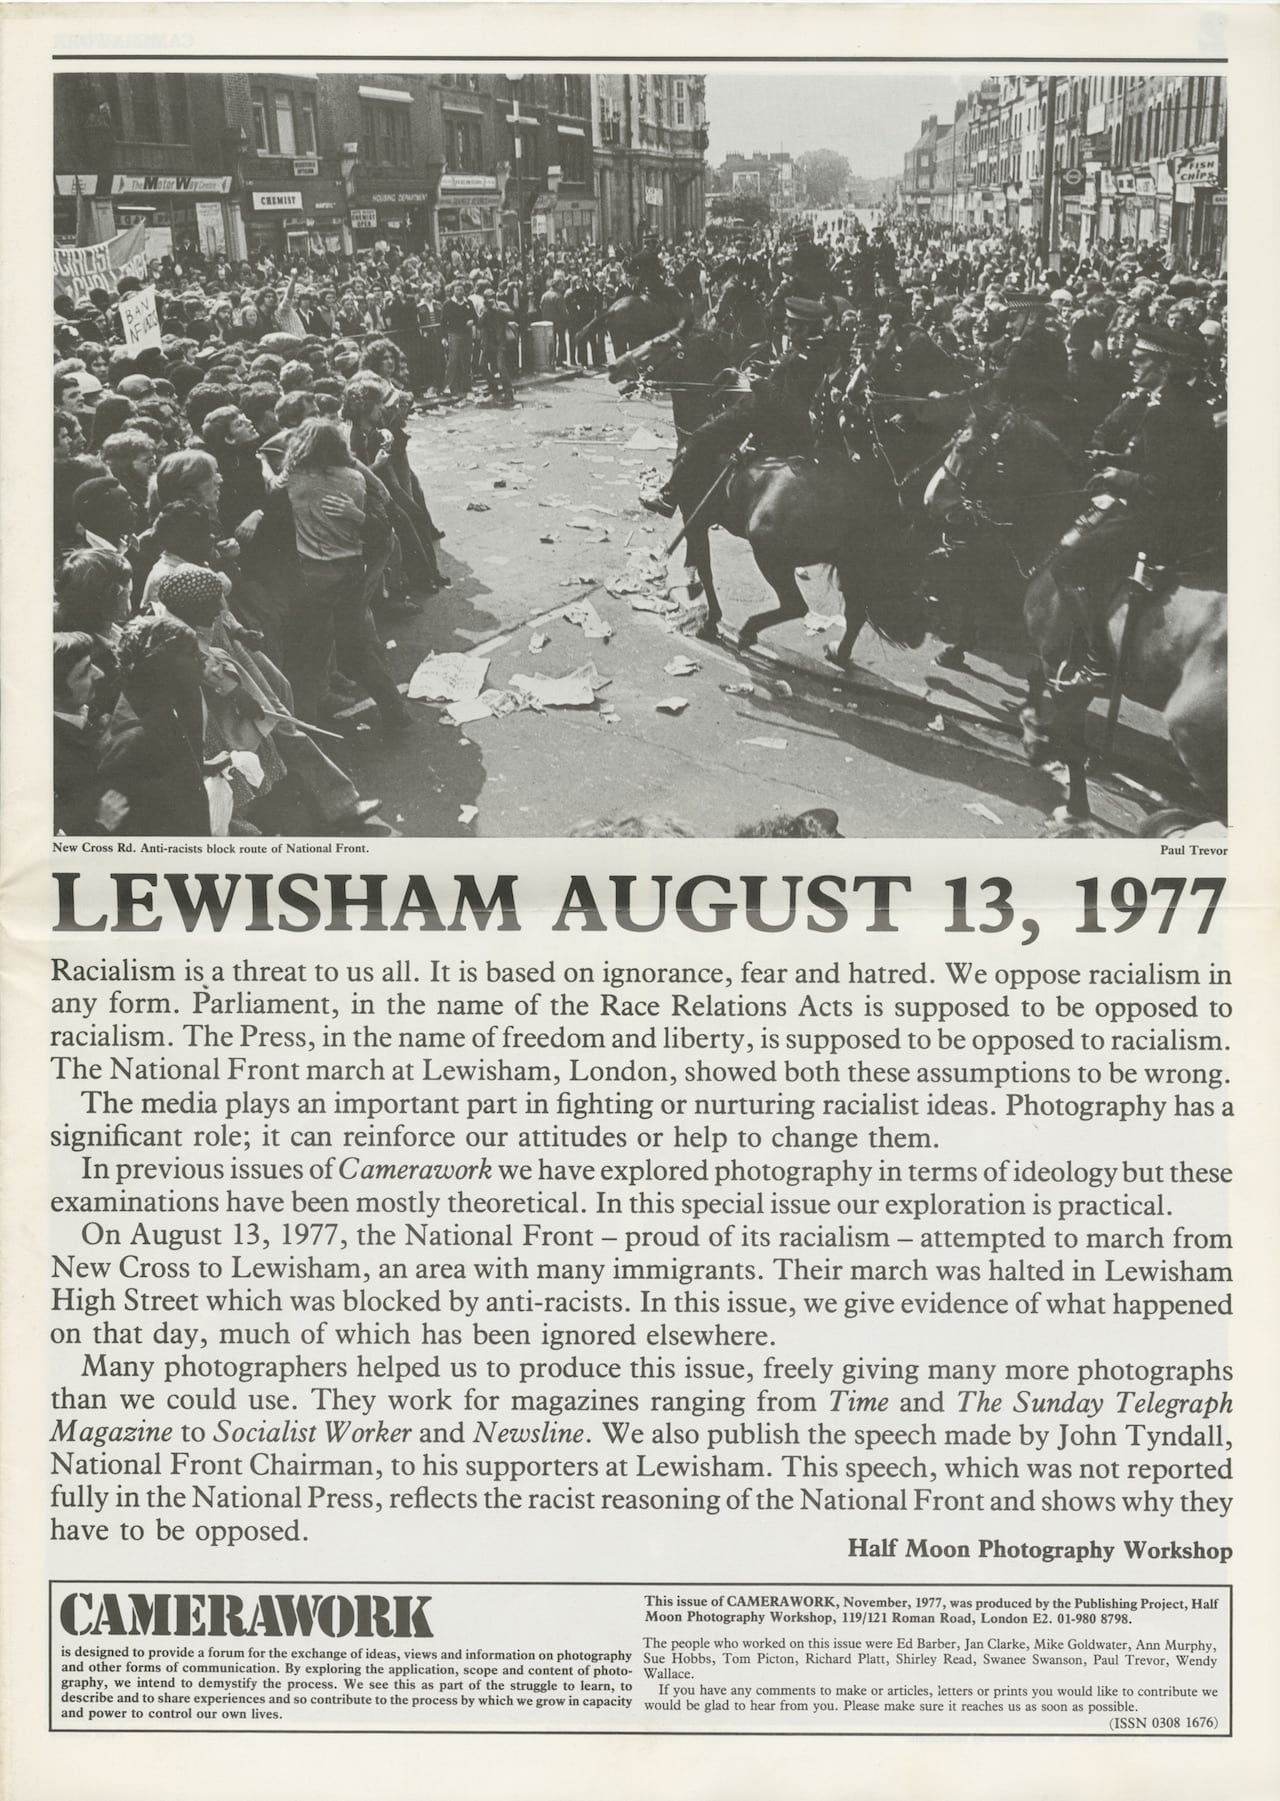 The Motor Way Centre
CHEMIST
HOUSING DEPARTMENT
FISH
CHIPS
BAN
New Cross Rd. Anti-racists block route of National Front.
Paul Trevor
LEWISHAM AUGUST 13, 1977
Racialism is a threat to us all. It is based on ignorance, fear and hatred. We oppose racialism in
any form. Parliament, in the name of the Race Relations Acts is supposed to be opposed to
racialism. The Press, in the name of freedom and liberty, is supposed to be opposed to racialism.
The National Front march at Lewisham, London, showed both these assumptions to be wrong.
The media plays an important part in fighting or nurturing racialist ideas. Photography has a
significant role; it can reinforce our attitudes or help to change them.
In previous issues of Camerawork we have explored photography in terms of ideology but these
examinations have been mostly theoretical. In this special issue our exploration is practical.
On August 13, 1977, the National Front – proud of its racialism – attempted to march from
New Cross to Lewisham, an area with many immigrants. Their march was halted in Lewisham
High Street which was blocked by anti-racists. In this issue, we give evidence of what happened
on that day, much of which has been ignored elsewhere.
Many photographers helped us to produce this issue, freely giving many more photographs
than we could use. They work for magazines ranging from Time and The Sunday Telegraph
Magazine to Socialist Worker and Newsline. We also publish the speech made by John Tyndall,
National Front Chairman, to his supporters at Lewisham. This speech, which was not reported
fully in the National Press, reflects the racist reasoning of the National Front and shows why they
have to be opposed.
Half Moon Photography Workshop
CAMERAWORK
is designed to provide a forum for the exchange of ideas, views and information on photography
and other forms of communication. By exploring the application, scope and content of photo-
graphy, we intend to demystify the process. We see this as part of the struggle to learn, to
describe and to share experiences and so contribute to the process by which we grow in capacity
and power to control our own lives.
This issue of CAMERAWORK, November, 1977, was produced by the Publishing Project, Half
Moon Photography Workshop, 119/121 Roman Road, London E2. 01-980 8798.
The people who worked on this issue were Ed Barber, Jan Clarke, Mike Goldwater, Ann Murphy,
Sue Hobbs, Tom Picton, Richard Platt, Shirley Read, Swanee Swanson, Paul Trevor, Wendy
Wallace.
If you have any comments to make or articles, letters or prints you would like to contribute we
would be glad to hear from you. Please make sure it reaches us as soon as possible.
(ISSN 0308 1676)